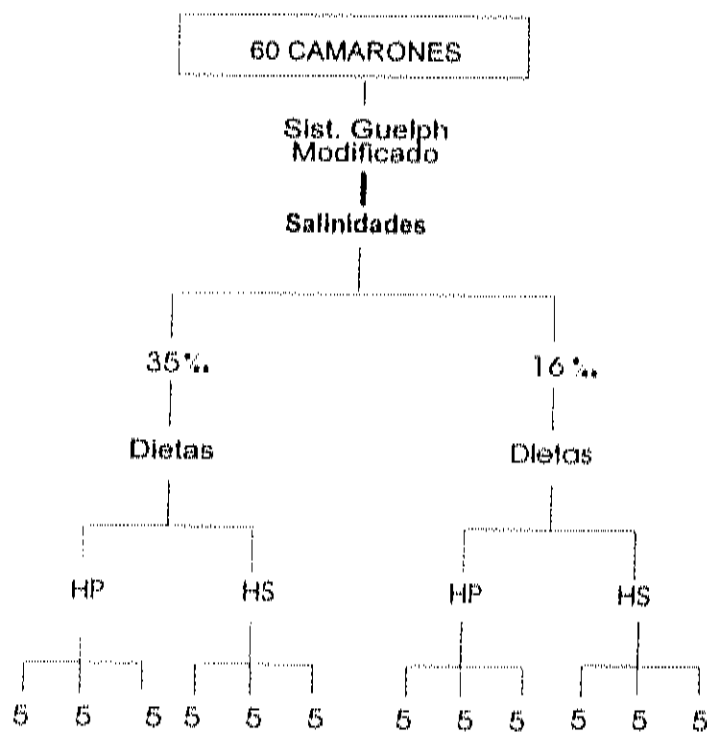 60 CAMARONES
Sist. Guelph
Modificado
Salinidades
35‰ 16‰
Dietas Dietas
HP HS HP HS
5 5 5 5 5 5 5 5 5 5 5 5